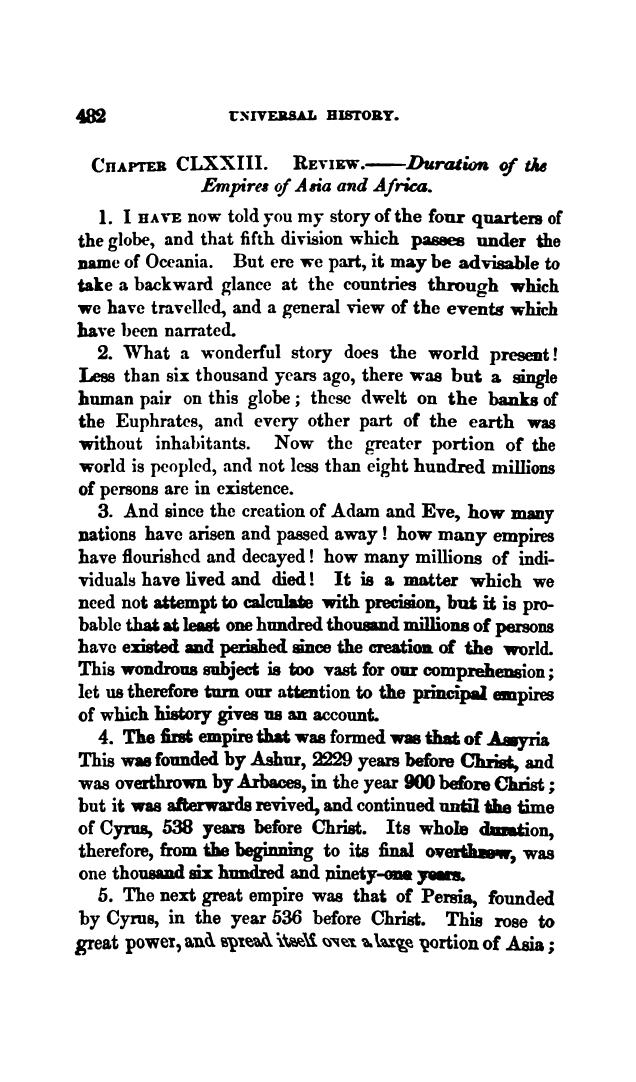 482 UNIVERSAL HISTORY.
CHAPTER CLXXIII. REVIEW.——Duration of the
Empires of Asia and Africa.
1. I HAVE now told you my story of the four quarters of
the globe, and that fifth division which passes under the
name of Oceania. But ere we part, it may be advisable to
take a backward glance at the countries through which
we have travelled, and a general view of the events which
have been narrated.
2. What a wonderful story does the world present!
Less than six thousand years ago, there was but a single
human pair on this globe; these dwelt on the banks of
the Euphrates, and every other part of the earth was
without inhabitants. Now the greater portion of the
world is peopled, and not less than eight hundred millions
of persons are in existence.
3. And since the creation of Adam and Eve, how many
nations have arisen and passed away! how many empires
have flourished and decayed! how many millions of indi-
viduals have lived and died! It is a matter which we
need not attempt to calculate with precision, but it is pro-
bable that at least one hundred thousand millions of persons
have existed and perished since the creation of the world.
This wondrous subject is too vast for our comprehension;
let us therefore turn our attention to the principal empires
of which history gives us an account.
4. The first empire that was formed was that of Assyria
This was founded by Ashur, 2229 years before Christ, and
was overthrown by Arbaces, in the year 900 before Christ;
but it was afterwards revived, and continued until the time
of Cyrus, 538 years before Christ. Its whole duration,
therefore, from the beginning to its final overthrow, was
one thousand six hundred and ninety-one years.
5. The next great empire was that of Persia, founded
by Cyrus, in the year 536 before Christ. This rose to
great power, and spread itself over a large portion of Asia;